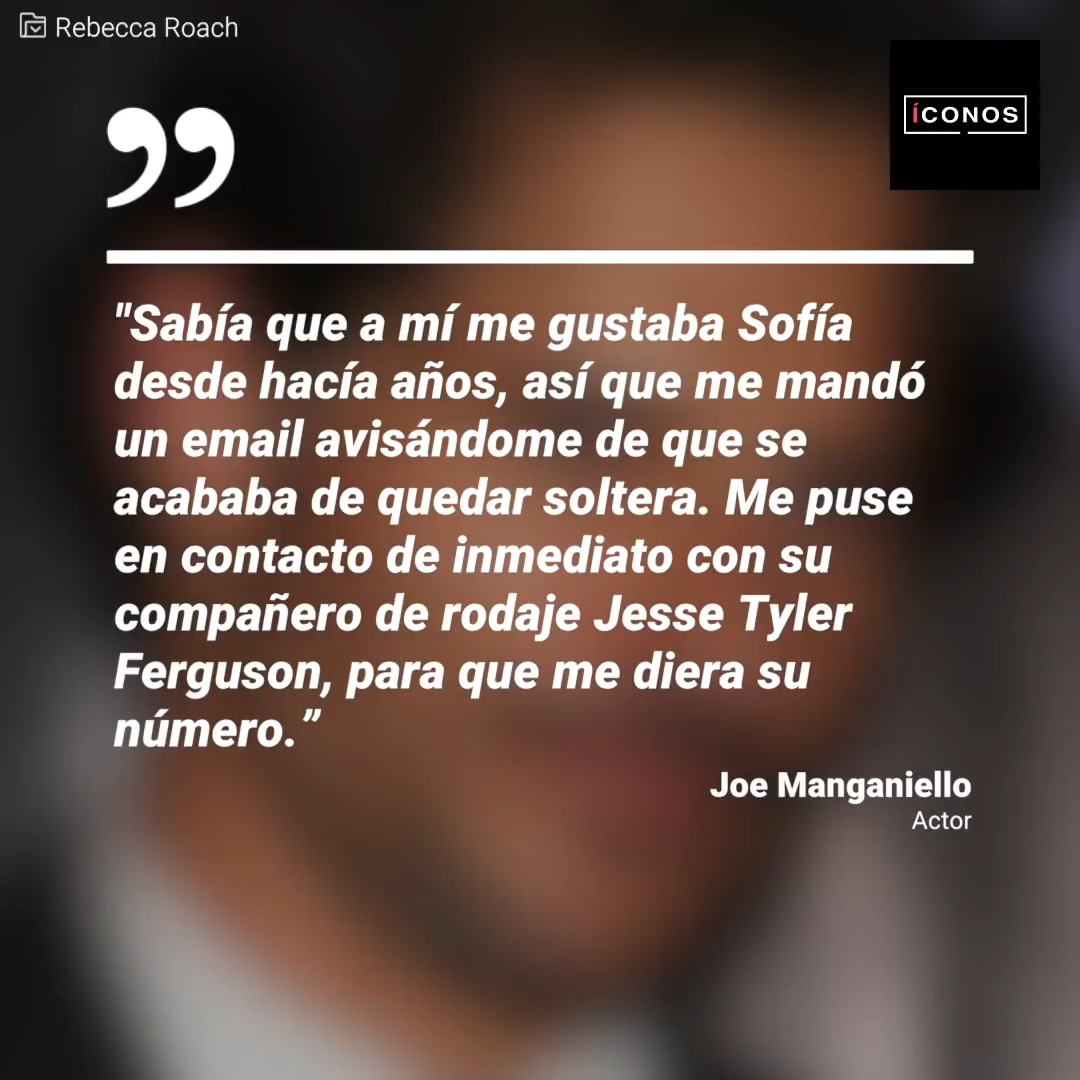 Rebecca Roach
ÍCONOS
"Sabía que a mí me gustaba Sofía
desde hacía años, así que me mandó
un email avisándome de que se
acababa de quedar soltera. Me puse
en contacto de inmediato con su
compañero de rodaje Jesse Tyler
Ferguson, para que me diera su
número.”
Joe Manganiello
Actor